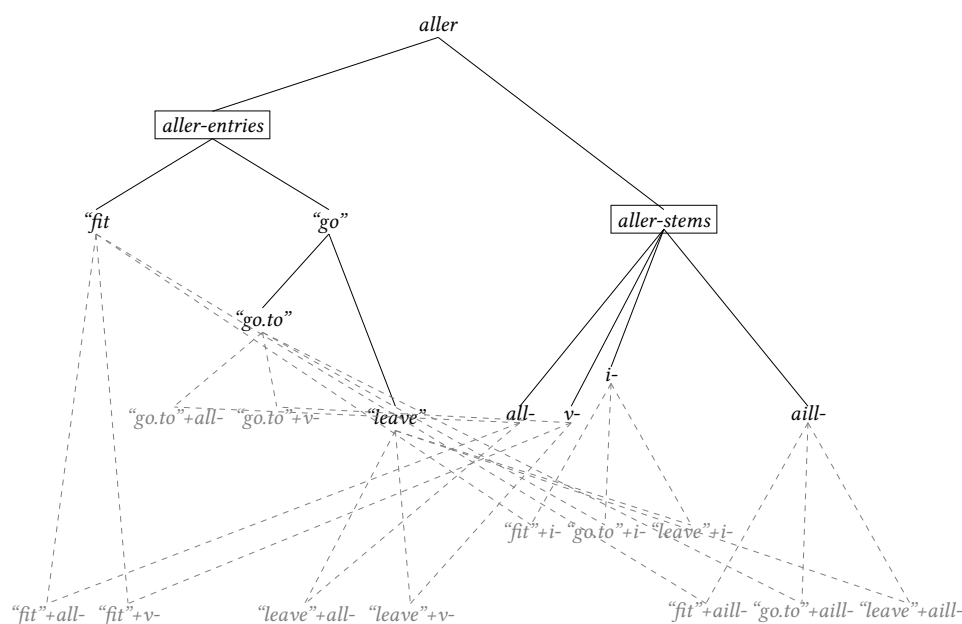 aller
aller-entries
“fit
“go”
aller-stems
“go.to”
i-
“go.to”+all-
“go.to”+v-
“leave”
all-
v-
aill-
“fit”+i-
“go.to”+i-
“leave”+i-
“fit”+all-
“fit”+v-
“leave”+all-
“leave”+v-
“fit”+aill-
“go.to”+aill-
“leave”+aill-